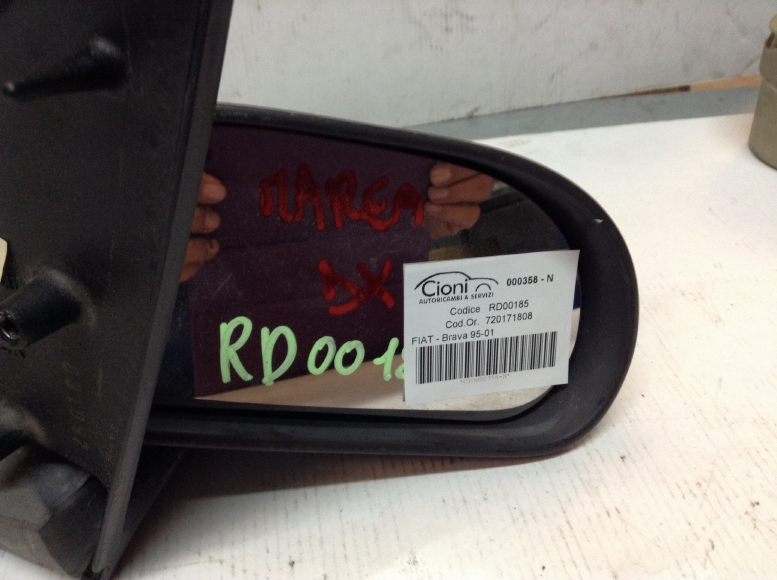 MAREA
DX
RD001
Cioni
AUTORICAMBI & SERVIZI
000358 - N
Codice RD00185
Cod.Or. 720171808
FIAT - Brava 95-01